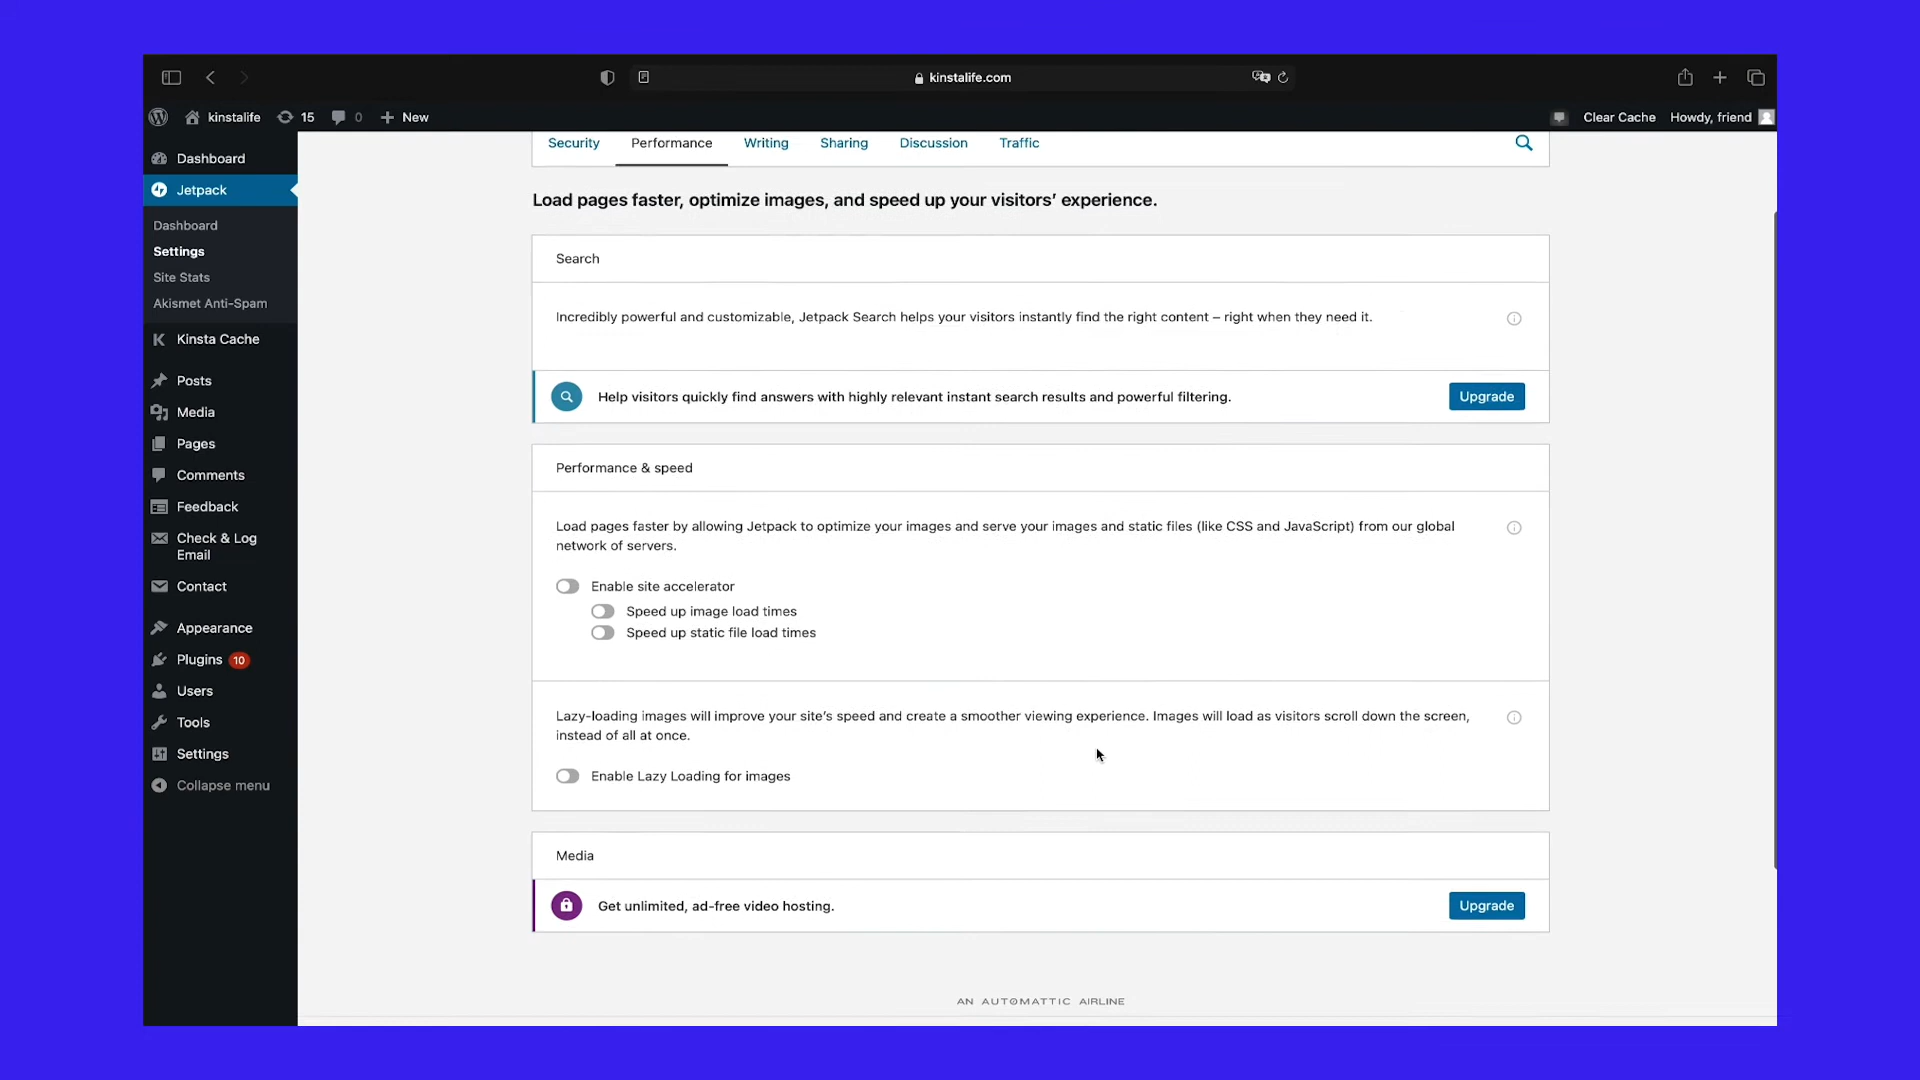 kinstalife.com
kinstalife 15 0 New Clear Cache Howdy, friend
Dashboard
Jetpack
Dashboard
Settings
Site Stats
Akismet Anti-Spam
Kinsta Cache
Posts
Media
Pages
Comments
Feedback
Check & Log
Email
Contact
Appearance
Plugins 10
Users
Tools
Settings
Collapse menu
Security Performance Writing Sharing Discussion Traffic
Load pages faster, optimize images, and speed up your visitors’ experience.
Search
Incredibly powerful and customizable, Jetpack Search helps your visitors instantly find the right content – right when they need it.
Help visitors quickly find answers with highly relevant instant search results and powerful filtering. Upgrade
Performance & speed
Load pages faster by allowing Jetpack to optimize your images and serve your images and static files (like CSS and JavaScript) from our global
network of servers.
Enable site accelerator
Speed up image load times
Speed up static file load times
Lazy-loading images will improve your site’s speed and create a smoother viewing experience. Images will load as visitors scroll down the screen,
instead of all at once.
Enable Lazy Loading for images
Media
Get unlimited, ad-free video hosting. Upgrade
AN AUTOMATTIC AIRLINE